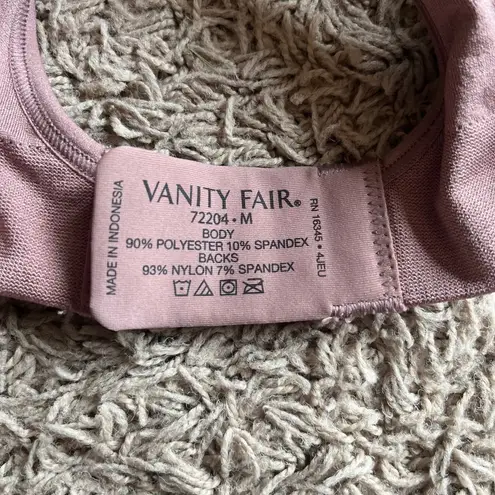 MADE IN INDONESIA
VANITY FAIR®
72204 • M
BODY
90% POLYESTER 10% SPANDEX
BACKS
93% NYLON 7% SPANDEX
RN 16345 • 4JEU